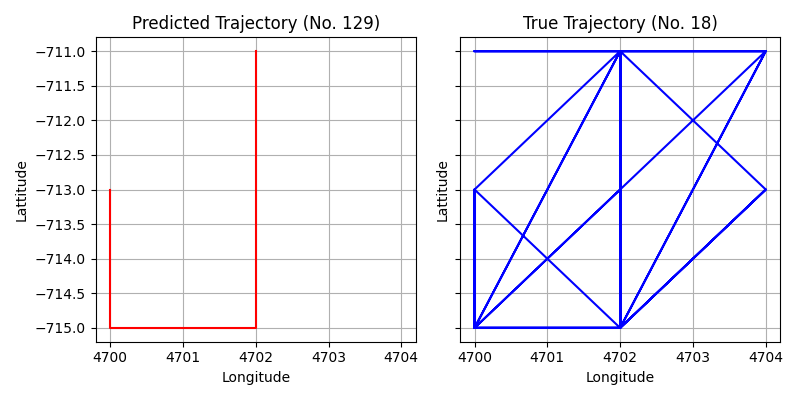 Predicted Trajectory (No. 129)
True Trajectory (No. 18)
−711.0
−711.5
−712.0
−712.5
−713.0
−713.5
−714.0
−714.5
−715.0
Lattitude
Lattitude
4700 4701 4702 4703 4704
4700 4701 4702 4703 4704
Longitude
Longitude